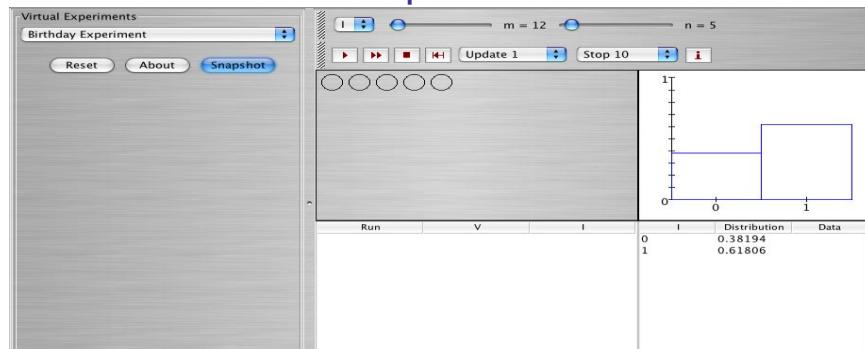 Virtual Experiments
Birthday Experiment
Reset About Snapshot
I m = 12 n = 5
Update 1 Stop 10 i
1
0
0 1
Run V I
I Distribution Data
0 0.38194
1 0.61806